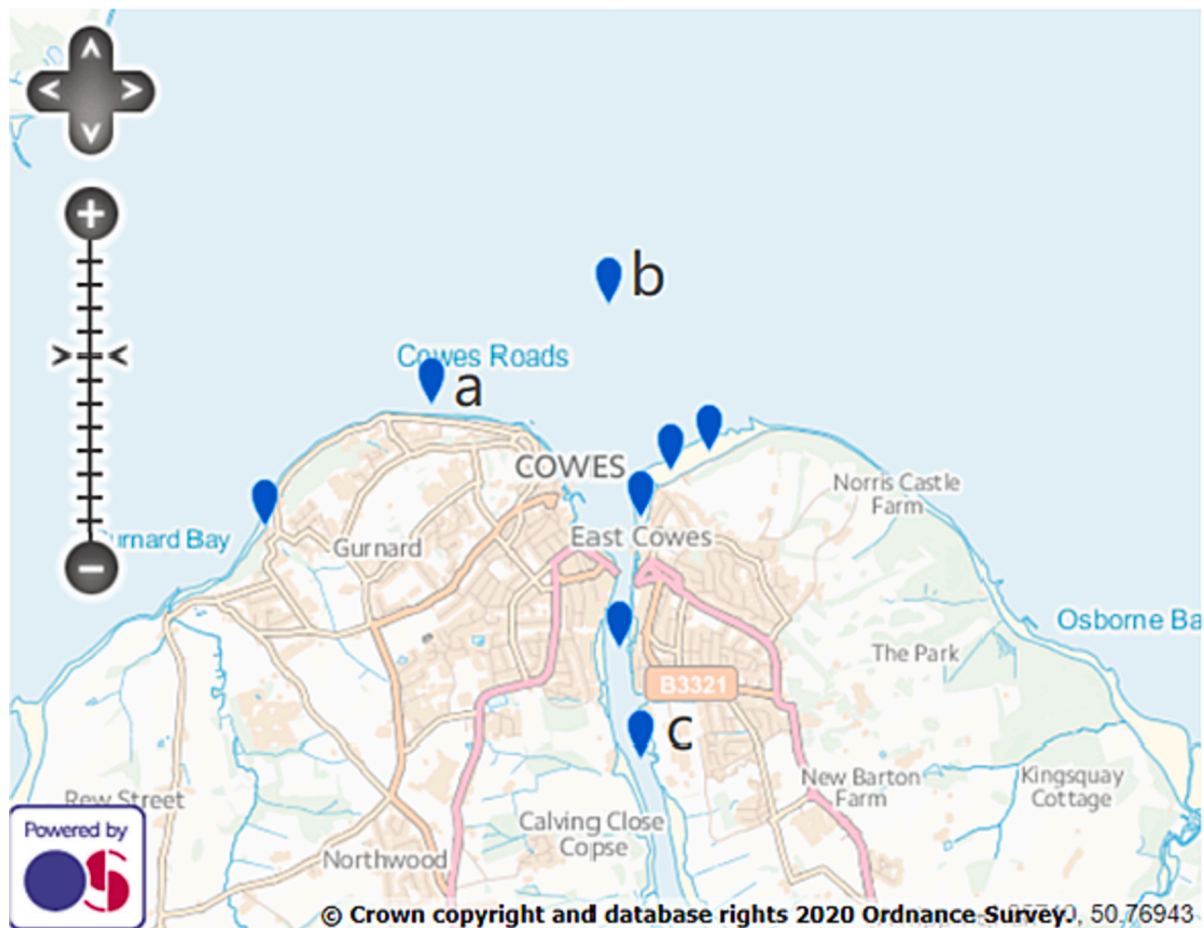 b
Cowes Roads
a
COWES
Norris Castle
Farm
urnard Bay
Gurnard
East Cowes
Osborne Ba
The Park
B3321
c
New Barton
Farm
Kingsquay
Cottage
Rew Street
Calving Close
Copse
Northwood
Powered by
OS
© Crown copyright and database rights 2020 Ordnance Survey.
, 50.76943